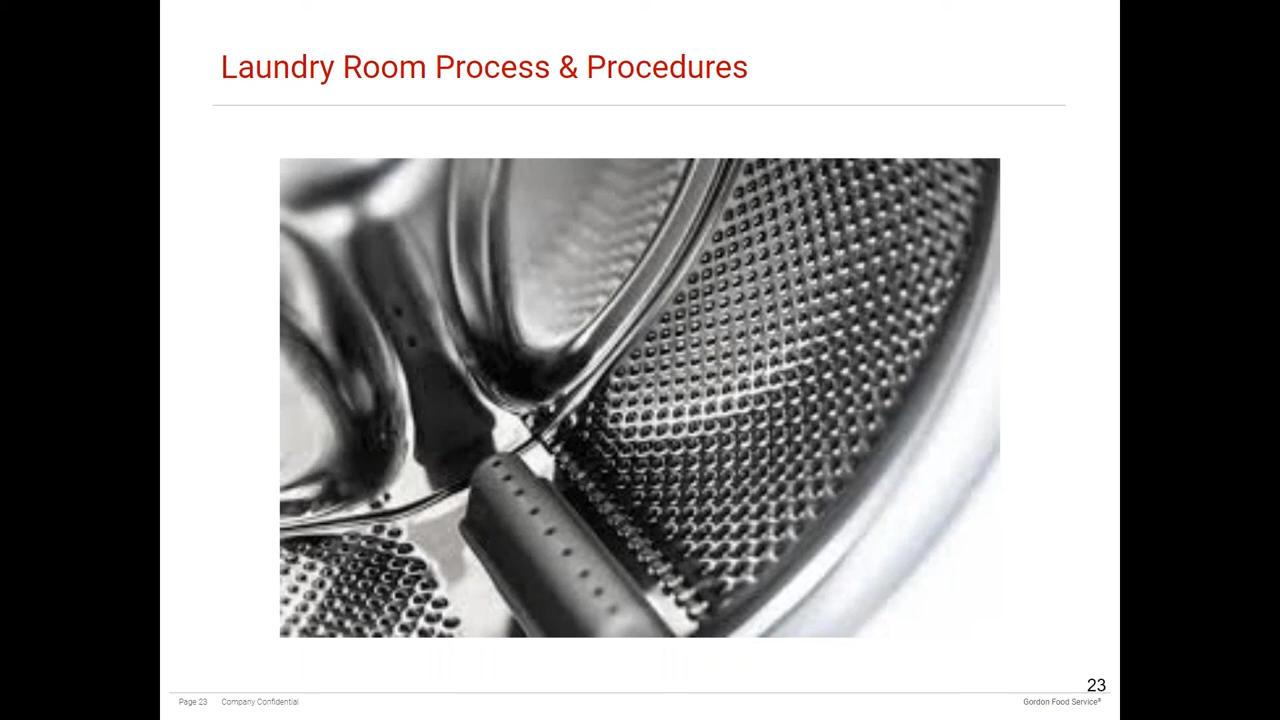 Laundry Room Process & Procedures
23
Page 23 Company Confidential Gordon Food Service®